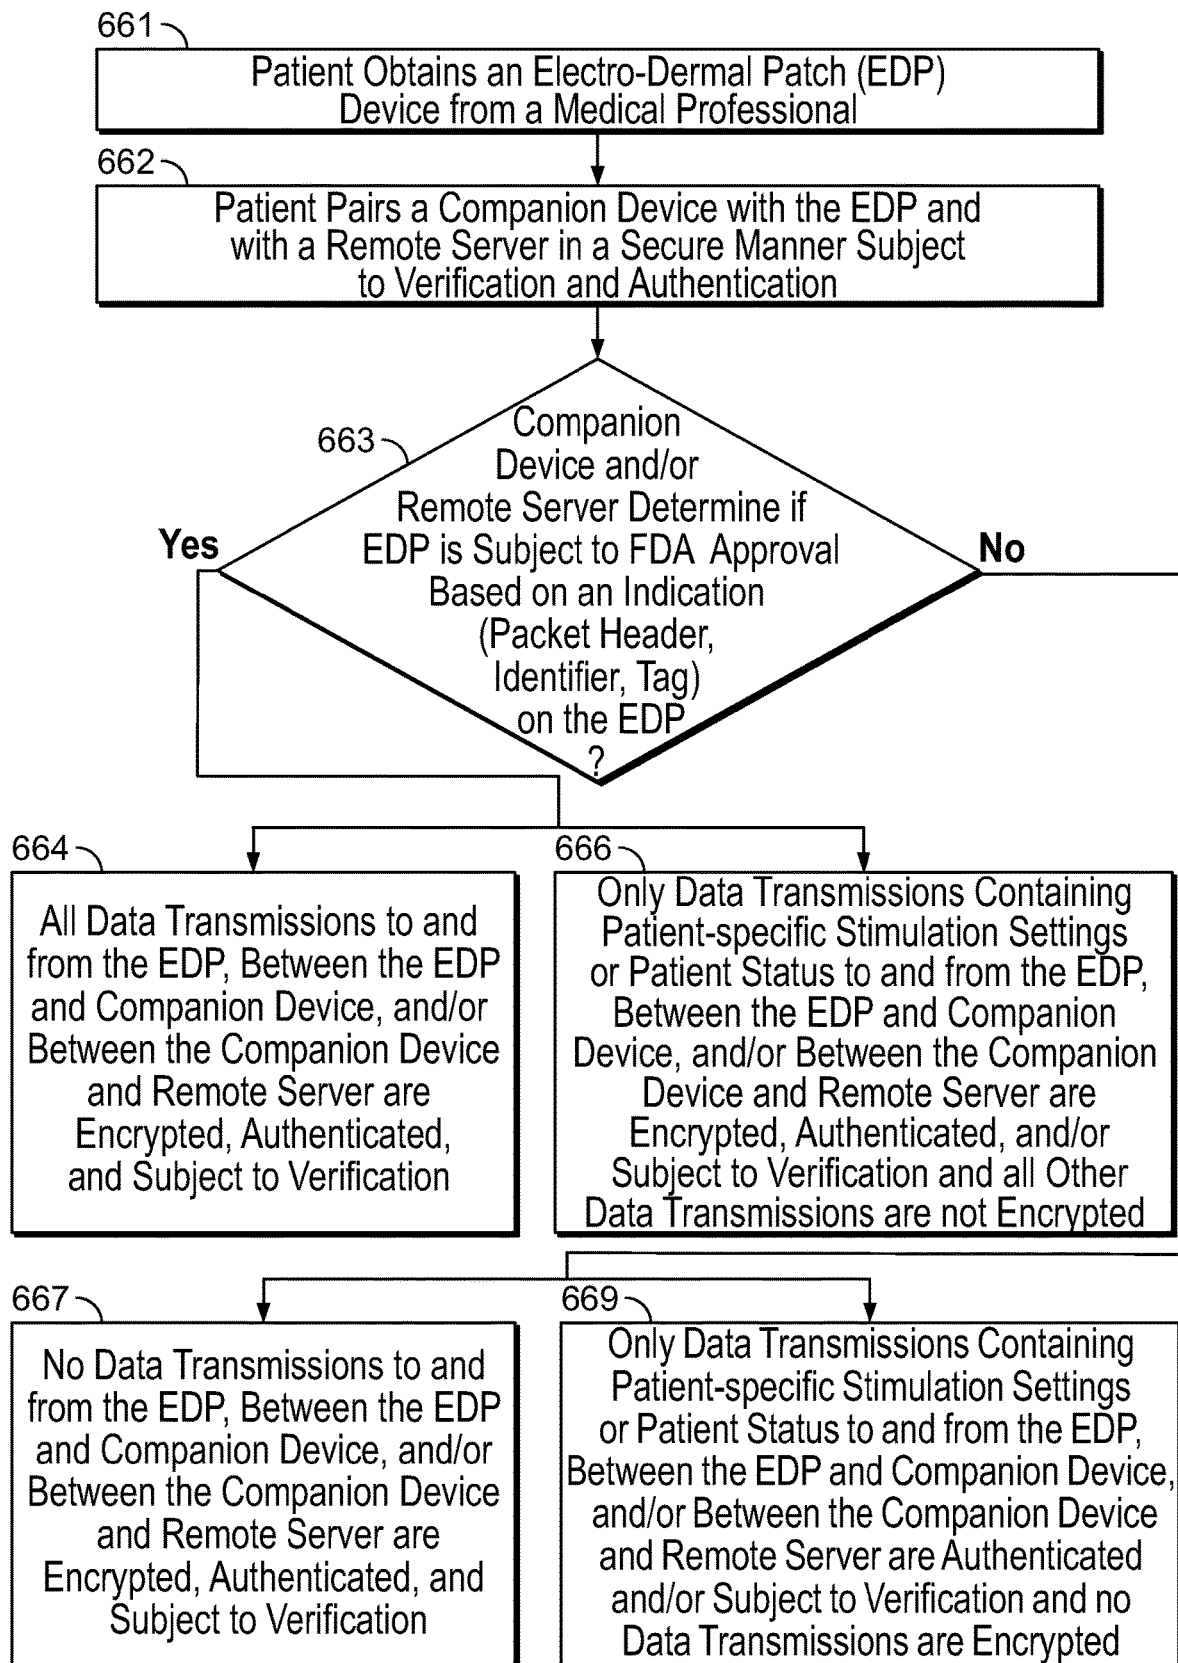 661
Patient Obtains an Electro-Dermal Patch (EDP)
Device from a Medical Professional
662
Patient Pairs a Companion Device with the EDP and
with a Remote Server in a Secure Manner Subject
to Verification and Authentication
663
Companion
Device and/or
Remote Server Determine if
EDP is Subject to FDA Approval
Based on an Indication
(Packet Header,
Identifier, Tag)
on the EDP
?
Yes
No
664
All Data Transmissions to and
from the EDP, Between the EDP
and Companion Device, and/or
Between the Companion Device
and Remote Server are
Encrypted, Authenticated,
and Subject to Verification
666
Only Data Transmissions Containing
Patient-specific Stimulation Settings
or Patient Status to and from the EDP,
Between the EDP and Companion
Device, and/or Between the Companion
Device and Remote Server are
Encrypted, Authenticated, and/or
Subject to Verification and all Other
Data Transmissions are not Encrypted
667
No Data Transmissions to and
from the EDP, Between the EDP
and Companion Device, and/or
Between the Companion Device
and Remote Server are
Encrypted, Authenticated, and
Subject to Verification
669
Only Data Transmissions Containing
Patient-specific Stimulation Settings
or Patient Status to and from the EDP,
Between the EDP and Companion Device,
and/or Between the Companion Device
and Remote Server are Authenticated
and/or Subject to Verification and no
Data Transmissions are Encrypted